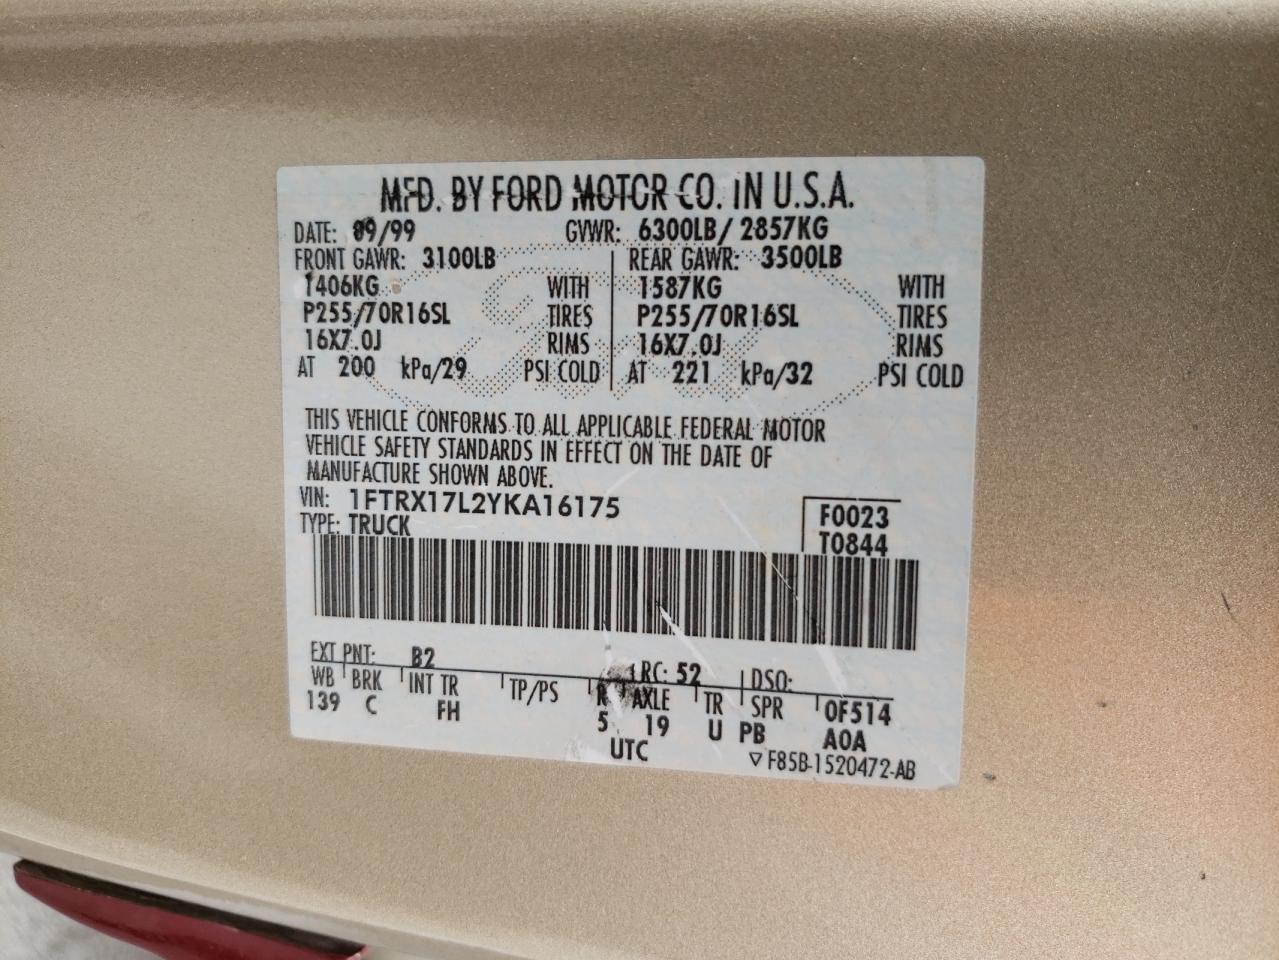 MFD. BY FORD MOTOR CO. IN U.S.A.
DATE: 09/99 GVWR: 6300LB/ 2857KG
FRONT GAWR: 3100LB REAR GAWR: 3500LB
1406KG WITH 1587KG WITH
P255/70R16SL TIRES P255/70R16SL TIRES
16X7.0J RIMS 16X7.0J RIMS
AT 200 kPa/29 PSI COLD AT 221 kPa/32 PSI COLD
THIS VEHICLE CONFORMS TO ALL APPLICABLE FEDERAL MOTOR
VEHICLE SAFETY STANDARDS IN EFFECT ON THE DATE OF
MANUFACTURE SHOWN ABOVE.
VIN: 1FTRX17L2YKA16175 F0023
TYPE: TRUCK T0844
EXT PNT: B2 RC: 52 DSO:
WB BRK INT TR TP/PS R AXLE TR SPR 0F514
139 C FH 5 19 U PB A0A
UTC ▽ F85B-1520472-AB